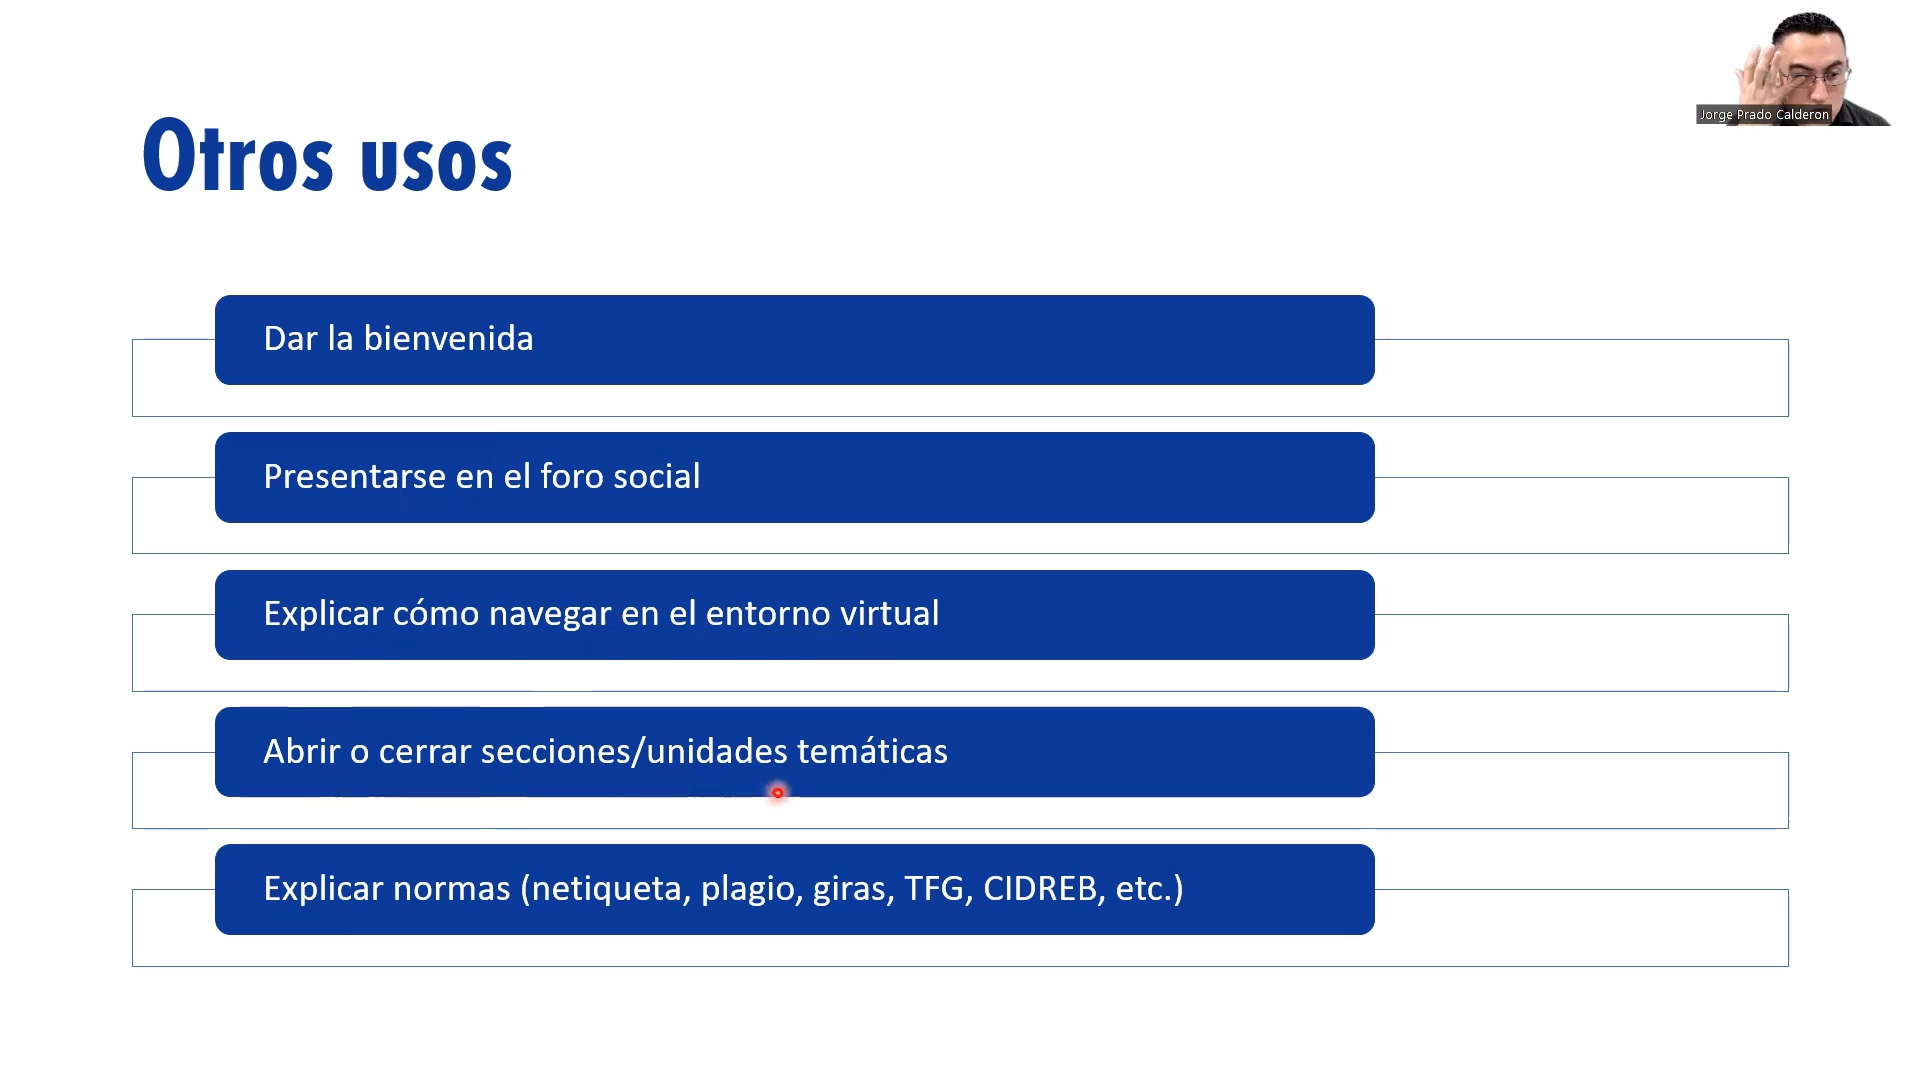 Jorge Prado Calderon
Otros usos
Dar la bienvenida
Presentarse en el foro social
Explicar cómo navegar en el entorno virtual
Abrir o cerrar secciones/unidades temáticas
Explicar normas (netiqueta, plagio, giras, TFG, CIDREB, etc.)